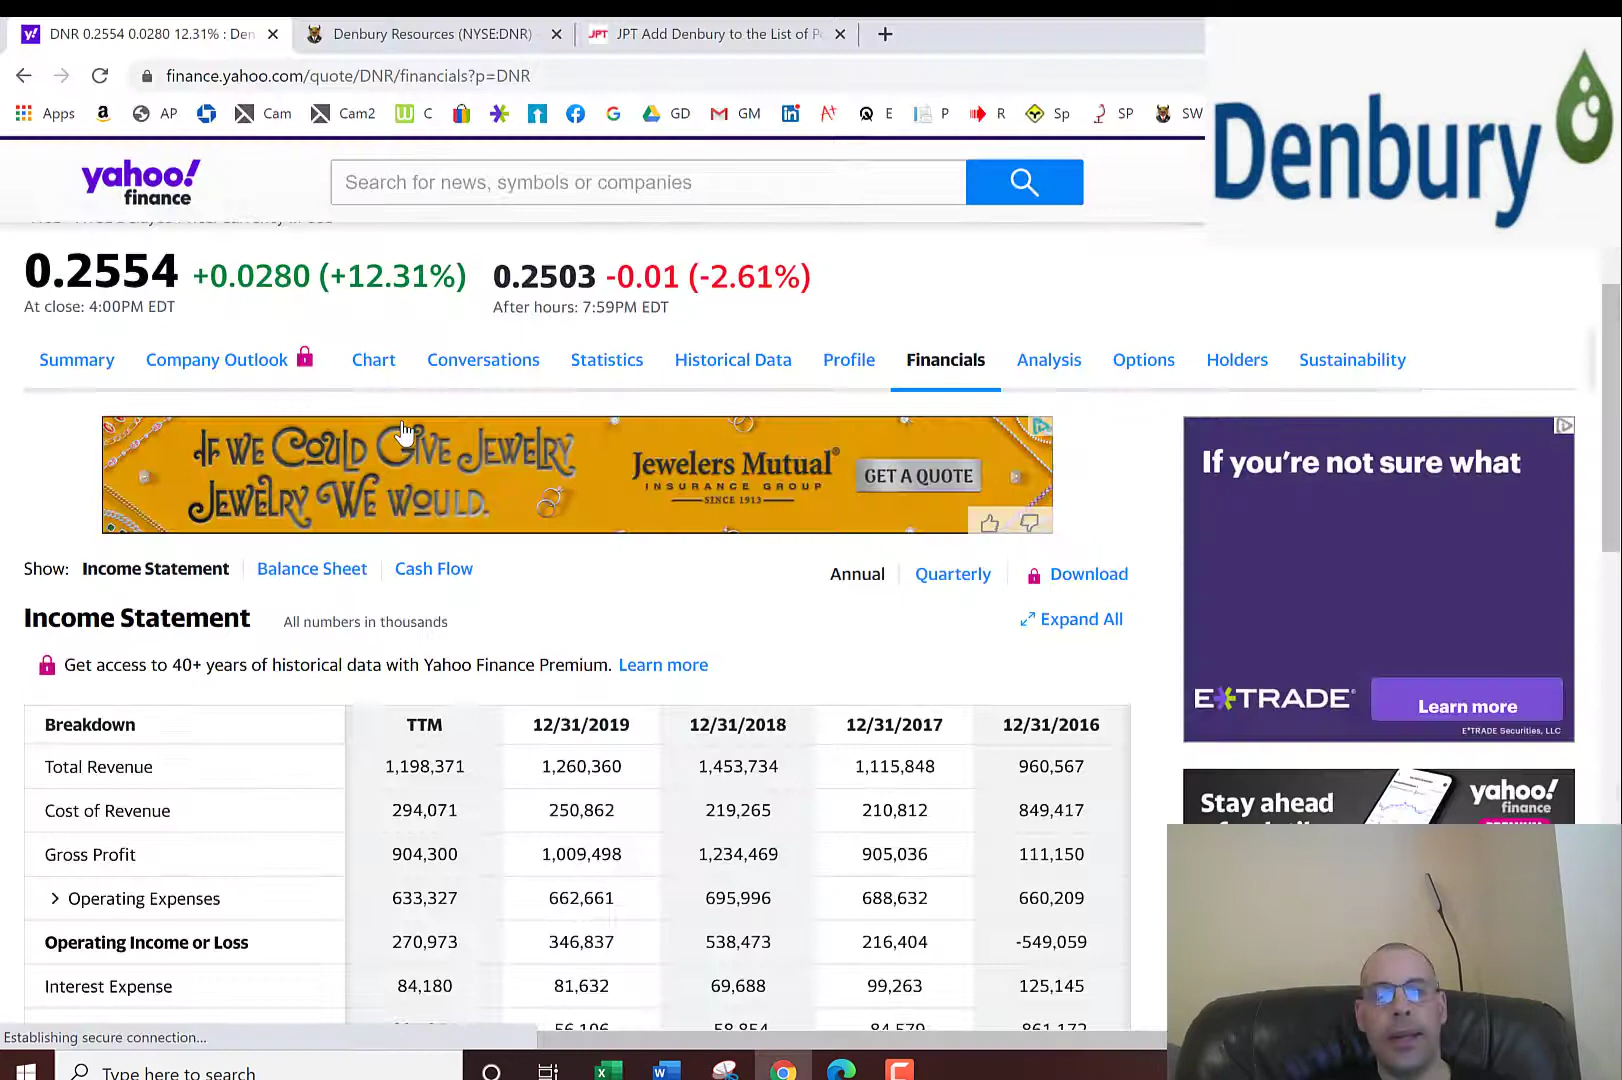 DNR 0.2554 0.0280 12.31% : Den
Denbury Resources (NYSE:DNR)
JPT Add Denbury to the List of P
finance.yahoo.com/quote/DNR/financials?p=DNR
Apps AP Cam Cam2 C GD GM E P R Sp SP SW
Denbury
yahoo!
finance
Search for news, symbols or companies
0.2554 +0.0280 (+12.31%) 0.2503 -0.01 (-2.61%)
At close: 4:00PM EDT After hours: 7:59PM EDT
Summary Company Outlook Chart Conversations Statistics Historical Data Profile Financials Analysis Options Holders Sustainability
IF WE COULD GIVE JEWELRY
JEWELRY WE WOULD.
Jewelers Mutual®
INSURANCE GROUP
SINCE 1913
GET A QUOTE
If you're not sure what
E*TRADE® Learn more
E*TRADE Securities, LLC
Show: Income Statement Balance Sheet Cash Flow Annual Quarterly Download
Income Statement All numbers in thousands Expand All
Get access to 40+ years of historical data with Yahoo Finance Premium. Learn more
Breakdown TTM 12/31/2019 12/31/2018 12/31/2017 12/31/2016
Total Revenue 1,198,371 1,260,360 1,453,734 1,115,848 960,567
Cost of Revenue 294,071 250,862 219,265 210,812 849,417
Gross Profit 904,300 1,009,498 1,234,469 905,036 111,150
Operating Expenses 633,327 662,661 695,996 688,632 660,209
Operating Income or Loss 270,973 346,837 538,473 216,404 -549,059
Interest Expense 84,180 81,632 69,688 99,263 125,145
56,106 58,854 84,579 861,172
Stay ahead
yahoo!
finance
Establishing secure connection...
Type here to search